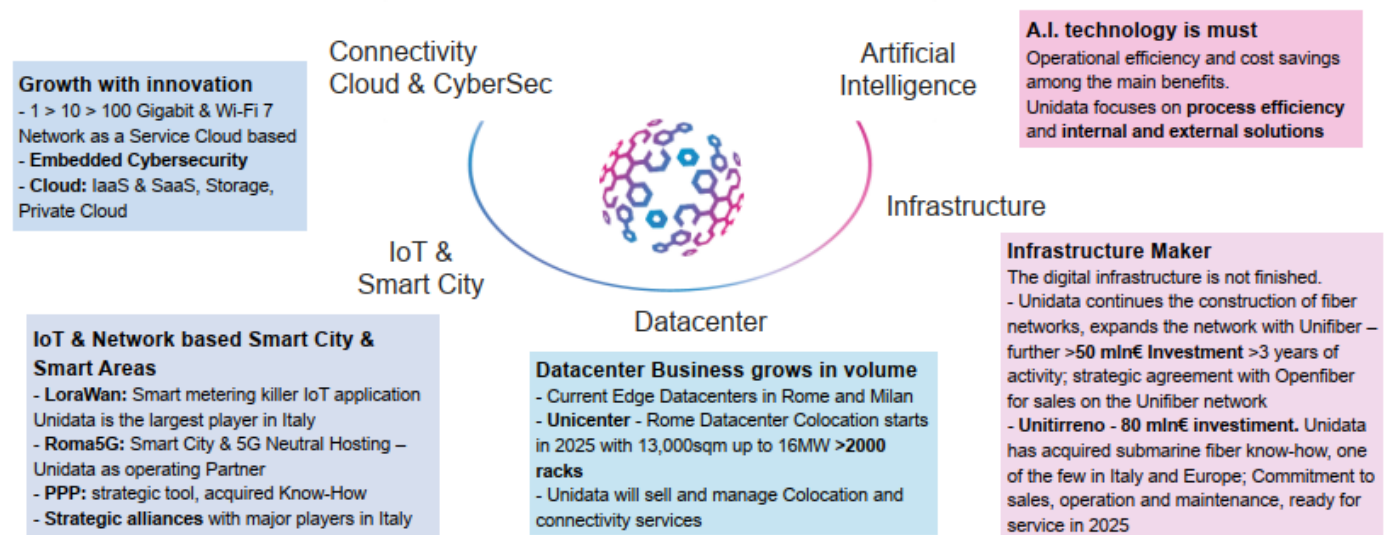 Connectivity
Cloud & CyberSec
Artificial
Intelligence
A.I. technology is must
Operational efficiency and cost savings
among the main benefits.
Unidata focuses on process efficiency
and internal and external solutions
Growth with innovation
- 1 > 10 > 100 Gigabit & Wi-Fi 7
Network as a Service Cloud based
- Embedded Cybersecurity
- Cloud: IaaS & SaaS, Storage,
Private Cloud
Infrastructure
IoT &
Smart City
Infrastructure Maker
The digital infrastructure is not finished.
- Unidata continues the construction of fiber
networks, expands the network with Unifiber –
further >50 mln€ Investment >3 years of
activity; strategic agreement with Openfiber
for sales on the Unifiber network
- Unitirreno - 80 mln€ investiment. Unidata
has acquired submarine fiber know-how, one
of the few in Italy and Europe; Commitment to
sales, operation and maintenance, ready for
service in 2025
Datacenter
IoT & Network based Smart City &
Smart Areas
- LoraWan: Smart metering killer IoT application
Unidata is the largest player in Italy
- Roma5G: Smart City & 5G Neutral Hosting –
Unidata as operating Partner
- PPP: strategic tool, acquired Know-How
- Strategic alliances with major players in Italy
Datacenter Business grows in volume
- Current Edge Datacenters in Rome and Milan
- Unicenter - Rome Datacenter Colocation starts
in 2025 with 13,000sqm up to 16MW >2000
racks
- Unidata will sell and manage Colocation and
connectivity services